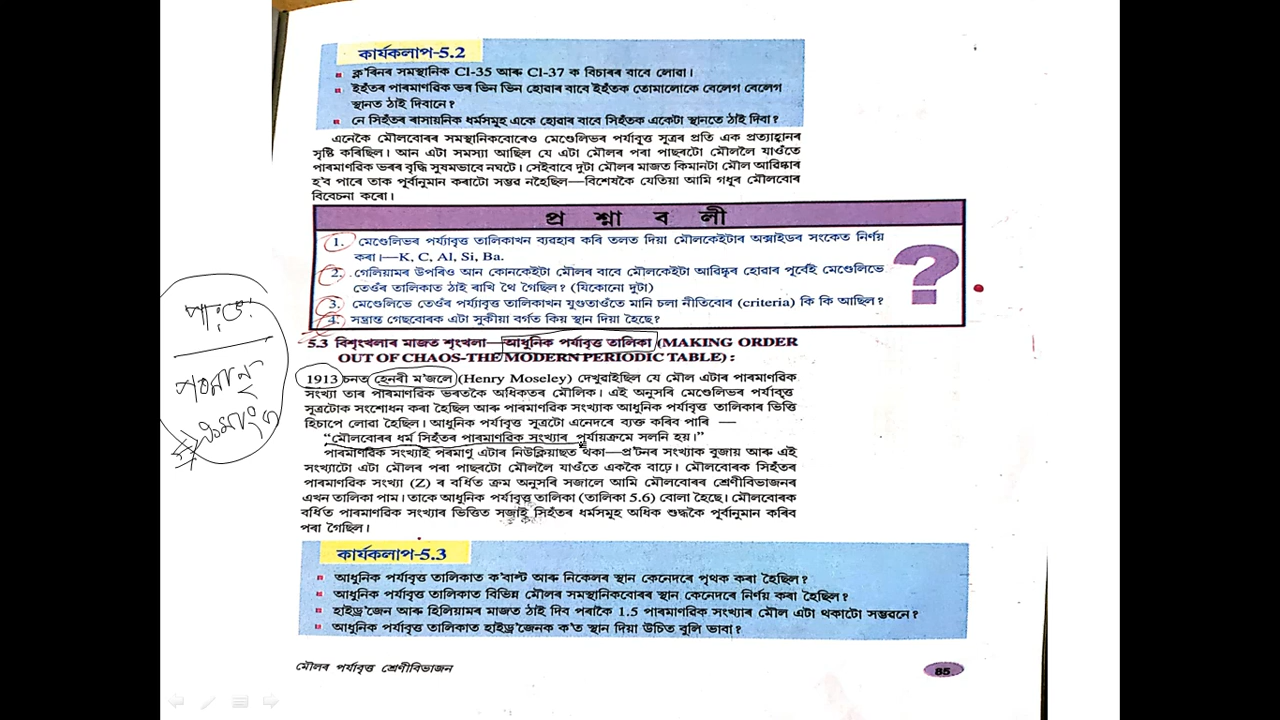 কাৰ্যকলাপ-5.2
ক্ল'ৰিনৰ সমস্থানিক Cl-35 আৰু Cl-37 ক বিচাৰৰ বাবে লোৱা।
ইহঁতৰ পাৰমাণৱিক ভৰ ভিন ভিন হোৱাৰ বাবে ইহঁতক তোমালোকে বেলেগ বেলেগ
স্থানত ঠাই দিবানে?
নে সিহঁতৰ ৰাসায়নিক ধৰ্মসমূহ একে হোৱাৰ বাবে সিহঁতক একেটা স্থানতে ঠাই দিবা?
এনেকৈ মৌলবোৰৰ সমস্থানিকবোৰেও মেণ্ডেলিভৰ পৰ্যাবৃত্ত সূত্ৰৰ প্ৰতি এক প্ৰত্যাহ্বানৰ
সৃষ্টি কৰিছিল। আন এটা সমস্যা আছিল যে এটা মৌলৰ পৰা পাছৰটো মৌললৈ যাওঁতে
পাৰমাণৱিক ভৰৰ বৃদ্ধি সুষমভাবে নঘটে। সেইবাবে দুটা মৌলৰ মাজত কিমানটা মৌল আৱিষ্কাৰ
হ'ব পাৰে তাক পূৰ্বানুমান কৰাটো সম্ভৱ নহৈছিল—বিশেষকৈ যেতিয়া আমি গধুৰ মৌলবোৰ
বিবেচনা কৰো।
প্ৰ শ্না ব লী
1. মেণ্ডেলিভৰ পৰ্যাবৃত্ত তালিকাখন ব্যৱহাৰ কৰি তলত দিয়া মৌলকেইটাৰ অক্সাইডৰ সংকেত নিৰ্ণয়
কৰা।—K, C, Al, Si, Ba.
2. গেলিয়ামৰ উপৰিও আন কোনকেইটা মৌলৰ বাবে মৌলকেইটা আৱিষ্কৰ হোৱাৰ পূৰ্বেই মেণ্ডেলিভে
তেওঁৰ তালিকাত ঠাই ৰাখি থৈ গৈছিল? (যিকোনো দুটা)
3. মেণ্ডেলিভে তেওঁৰ পৰ্যাবৃত্ত তালিকাখন যুগুতাওঁতে মানি চলা নীতিবোৰ (criteria) কি কি আছিল?
4. সম্ভ্ৰান্ত গেছবোৰক এটা সুকীয়া বৰ্গত কিয় স্থান দিয়া হৈছে?
5.3 বিশৃংখলাৰ মাজত শৃংখলা—আধুনিক পৰ্যাবৃত্ত তালিকা (MAKING ORDER
OUT OF CHAOS-THE MODERN PERIODIC TABLE) :
1913 চনত হেনৰী ম'জলে (Henry Moseley) দেখুৱাইছিল যে মৌল এটাৰ পাৰমাণৱিক
সংখ্যা তাৰ পাৰমাণৱিক ভৰতকৈ অধিকতৰ মৌলিক। এই অনুসৰি মেণ্ডেলিভৰ পৰ্যাবৃত্ত
সূত্ৰটোক সংশোধন কৰা হৈছিল আৰু পাৰমাণৱিক সংখ্যাক আধুনিক পৰ্যাবৃত্ত তালিকাৰ ভিত্তি
হিচাপে লোৱা হৈছিল। আধুনিক পৰ্যাবৃত্ত সূত্ৰটো এনেদৰে ব্যক্ত কৰিব পাৰি —
“মৌলবোৰৰ ধৰ্ম সিহঁতৰ পাৰমাণৱিক সংখ্যাৰ পৰ্যায়ক্ৰমে সলনি হয়।”
পাৰমাণৱিক সংখ্যাই পৰমাণু এটাৰ নিউক্লিয়াছত থকা—প্ৰ'টনৰ সংখ্যাক বুজায় আৰু এই
সংখ্যাটো এটা মৌলৰ পৰা পাছৰটো মৌললৈ যাওঁতে এককৈ বাঢ়ে। মৌলবোৰক সিহঁতৰ
পাৰমাণৱিক সংখ্যা (Z) ৰ বৰ্ধিত ক্ৰম অনুসৰি সজালে আমি মৌলবোৰৰ শ্ৰেণীবিভাজনৰ
এখন তালিকা পাম। তাকে আধুনিক পৰ্যাবৃত্ত তালিকা (তালিকা 5.6) বোলা হৈছে। মৌলবোৰক
বৰ্ধিত পাৰমাণৱিক সংখ্যাৰ ভিত্তিত সজাই সিহঁতৰ ধৰ্মসমূহ অধিক শুদ্ধকৈ পূৰ্বানুমান কৰিব
পৰা গৈছিল।
কাৰ্যকলাপ-5.3
আধুনিক পৰ্যাবৃত্ত তালিকাত ক'বাল্ট আৰু নিকেলৰ স্থান কেনেদৰে পৃথক কৰা হৈছিল?
আধুনিক পৰ্যাবৃত্ত তালিকাত বিভিন্ন মৌলৰ সমস্থানিকবোৰৰ স্থান কেনেদৰে নিৰ্ণয় কৰা হৈছিল?
হাইড্ৰ'জেন আৰু হিলিয়ামৰ মাজত ঠাই দিব পৰাকৈ 1.5 পাৰমাণৱিক সংখ্যাৰ মৌল এটা থকাটো সম্ভৱনে?
আধুনিক পৰ্যাবৃত্ত তালিকাত হাইড্ৰ'জেনক ক'ত স্থান দিয়া উচিত বুলি ভাবা?
মৌলৰ পৰ্যাবৃত্ত শ্ৰেণীবিভাজন
85